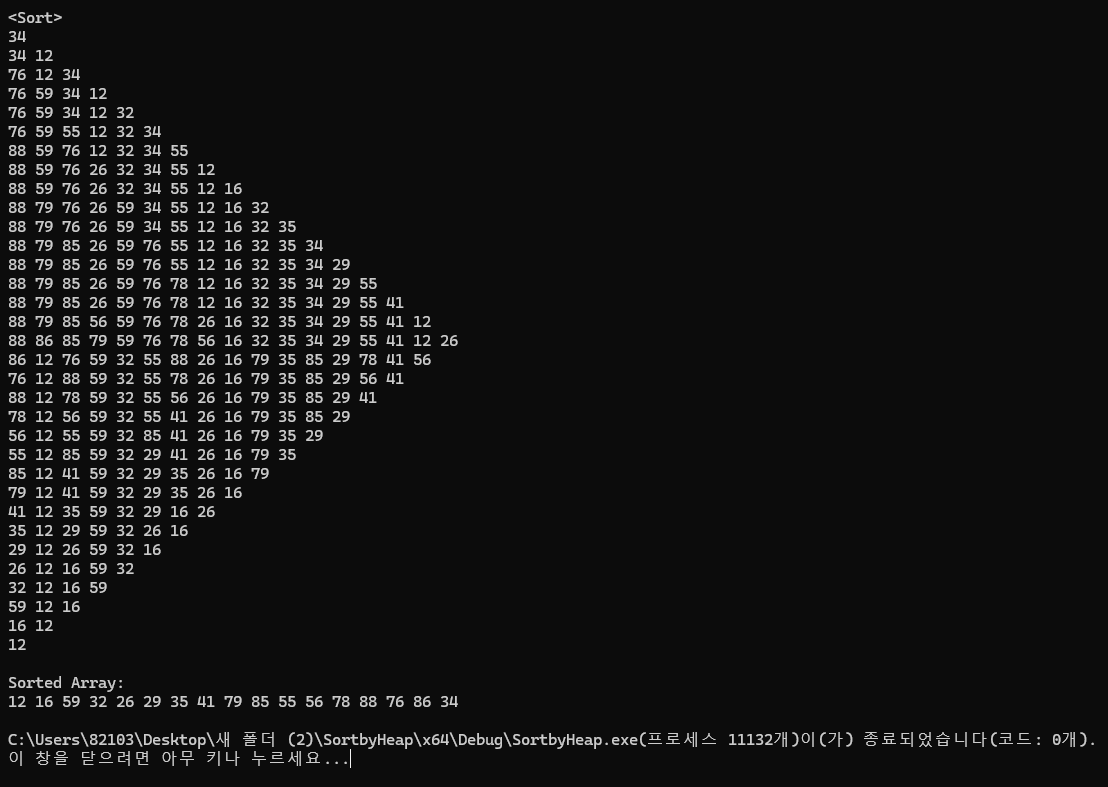 <Sort>
34
34 12
76 12 34
76 59 34 12
76 59 34 12 32
76 59 55 12 32 34
88 59 76 12 32 34 55
88 59 76 26 32 34 55 12
88 59 76 26 32 34 55 12 16
88 79 76 26 59 34 55 12 16 32
88 79 76 26 59 34 55 12 16 32 35
88 79 85 26 59 76 55 12 16 32 35 34
88 79 85 26 59 76 55 12 16 32 35 34 29
88 79 85 26 59 76 78 12 16 32 35 34 29 55
88 79 85 26 59 76 78 12 16 32 35 34 29 55 41
88 79 85 56 59 76 78 26 16 32 35 34 29 55 41 12
88 86 85 79 59 76 78 56 16 32 35 34 29 55 41 12 26
86 12 76 59 32 55 88 26 16 79 35 85 29 78 41 56
76 12 88 59 32 55 78 26 16 79 35 85 29 56 41
88 12 78 59 32 55 56 26 16 79 35 85 29 41
78 12 56 59 32 55 41 26 16 79 35 85 29
56 12 55 59 32 85 41 26 16 79 35 29
55 12 85 59 32 29 41 26 16 79 35
85 12 41 59 32 29 35 26 16 79
79 12 41 59 32 29 35 26 16
41 12 35 59 32 29 16 26
35 12 29 59 32 26 16
29 12 26 59 32 16
26 12 16 59 32
32 12 16 59
59 12 16
16 12
12
Sorted Array:
12 16 59 32 26 29 35 41 79 85 55 56 78 88 76 86 34
C:\Users\82103\Desktop\새 폴더 (2)\SortbyHeap\x64\Debug\SortbyHeap.exe(프로세스 11132개)이(가) 종료되었습니다(코드: 0개).
이 창을 닫으려면 아무 키나 누르세요...